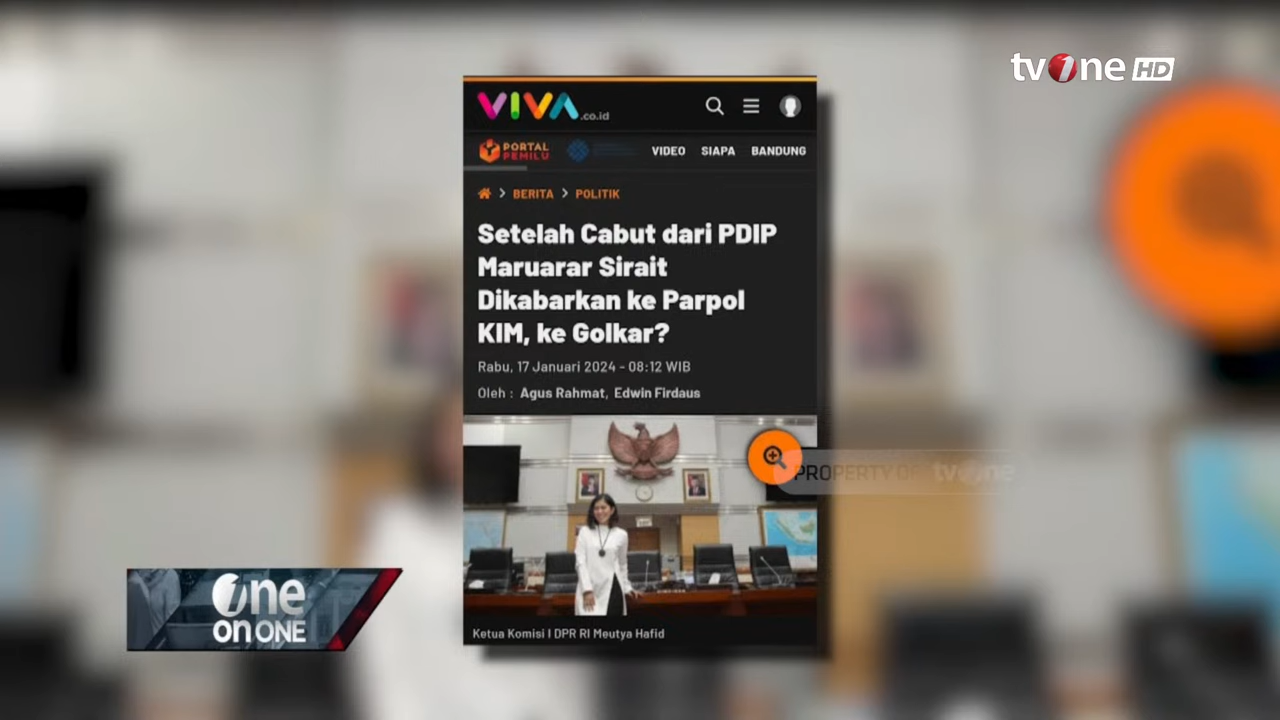 tvOne HD
VIVA.co.id
PORTAL
PEMILU
VIDEO SIAPA BANDUNG
BERITA > POLITIK
Setelah Cabut dari PDIP
Maruarar Sirait
Dikabarkan ke Parpol
KIM, ke Golkar?
Rabu, 17 Januari 2024 - 08:12 WIB
Oleh : Agus Rahmat, Edwin Firdaus
PROPERTY OF tvOne
Ketua Komisi I DPR RI Meutya Hafid
One
ON ONE